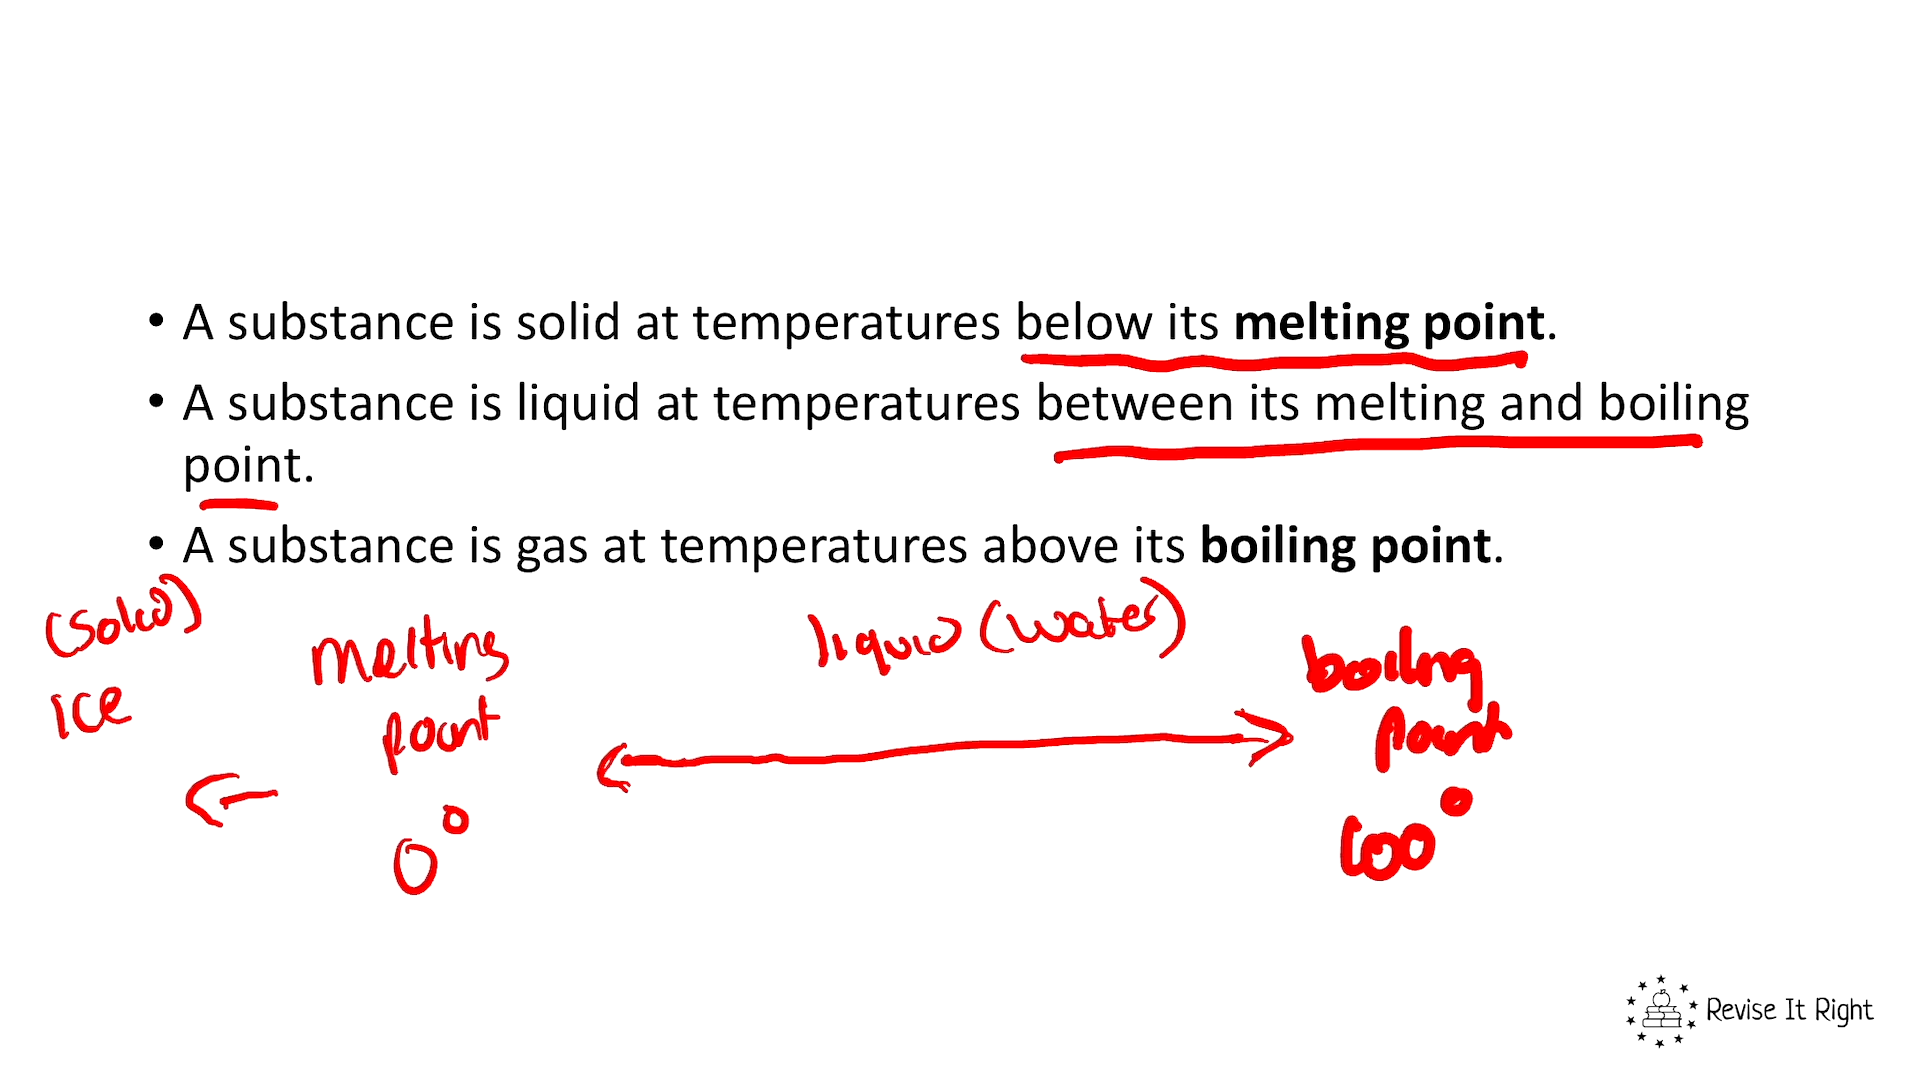 • A substance is solid at temperatures below its melting point.
• A substance is liquid at temperatures between its melting and boiling
point.
• A substance is gas at temperatures above its boiling point.
(solid)
ice
melting
point
0°
liquid (water)
boiling
point
100°
Revise It Right